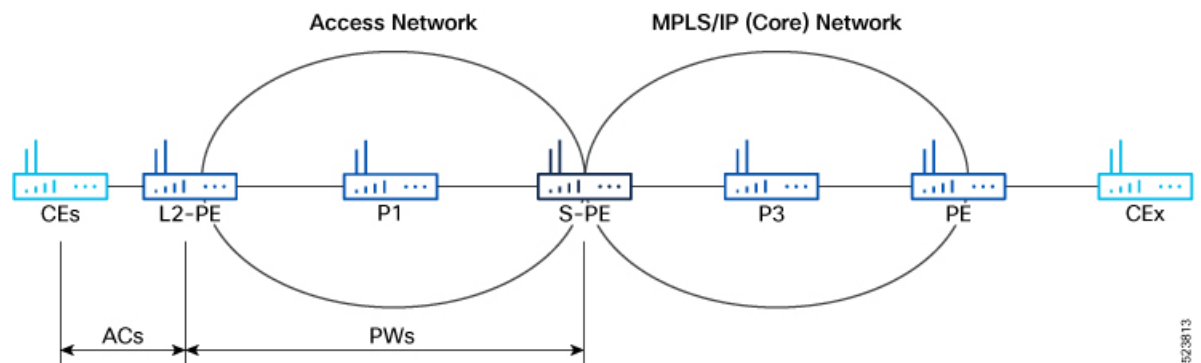 Access Network
MPLS/IP (Core) Network
CEs
L2-PE
P1
S-PE
P3
PE
CEx
ACs
PWs
523813